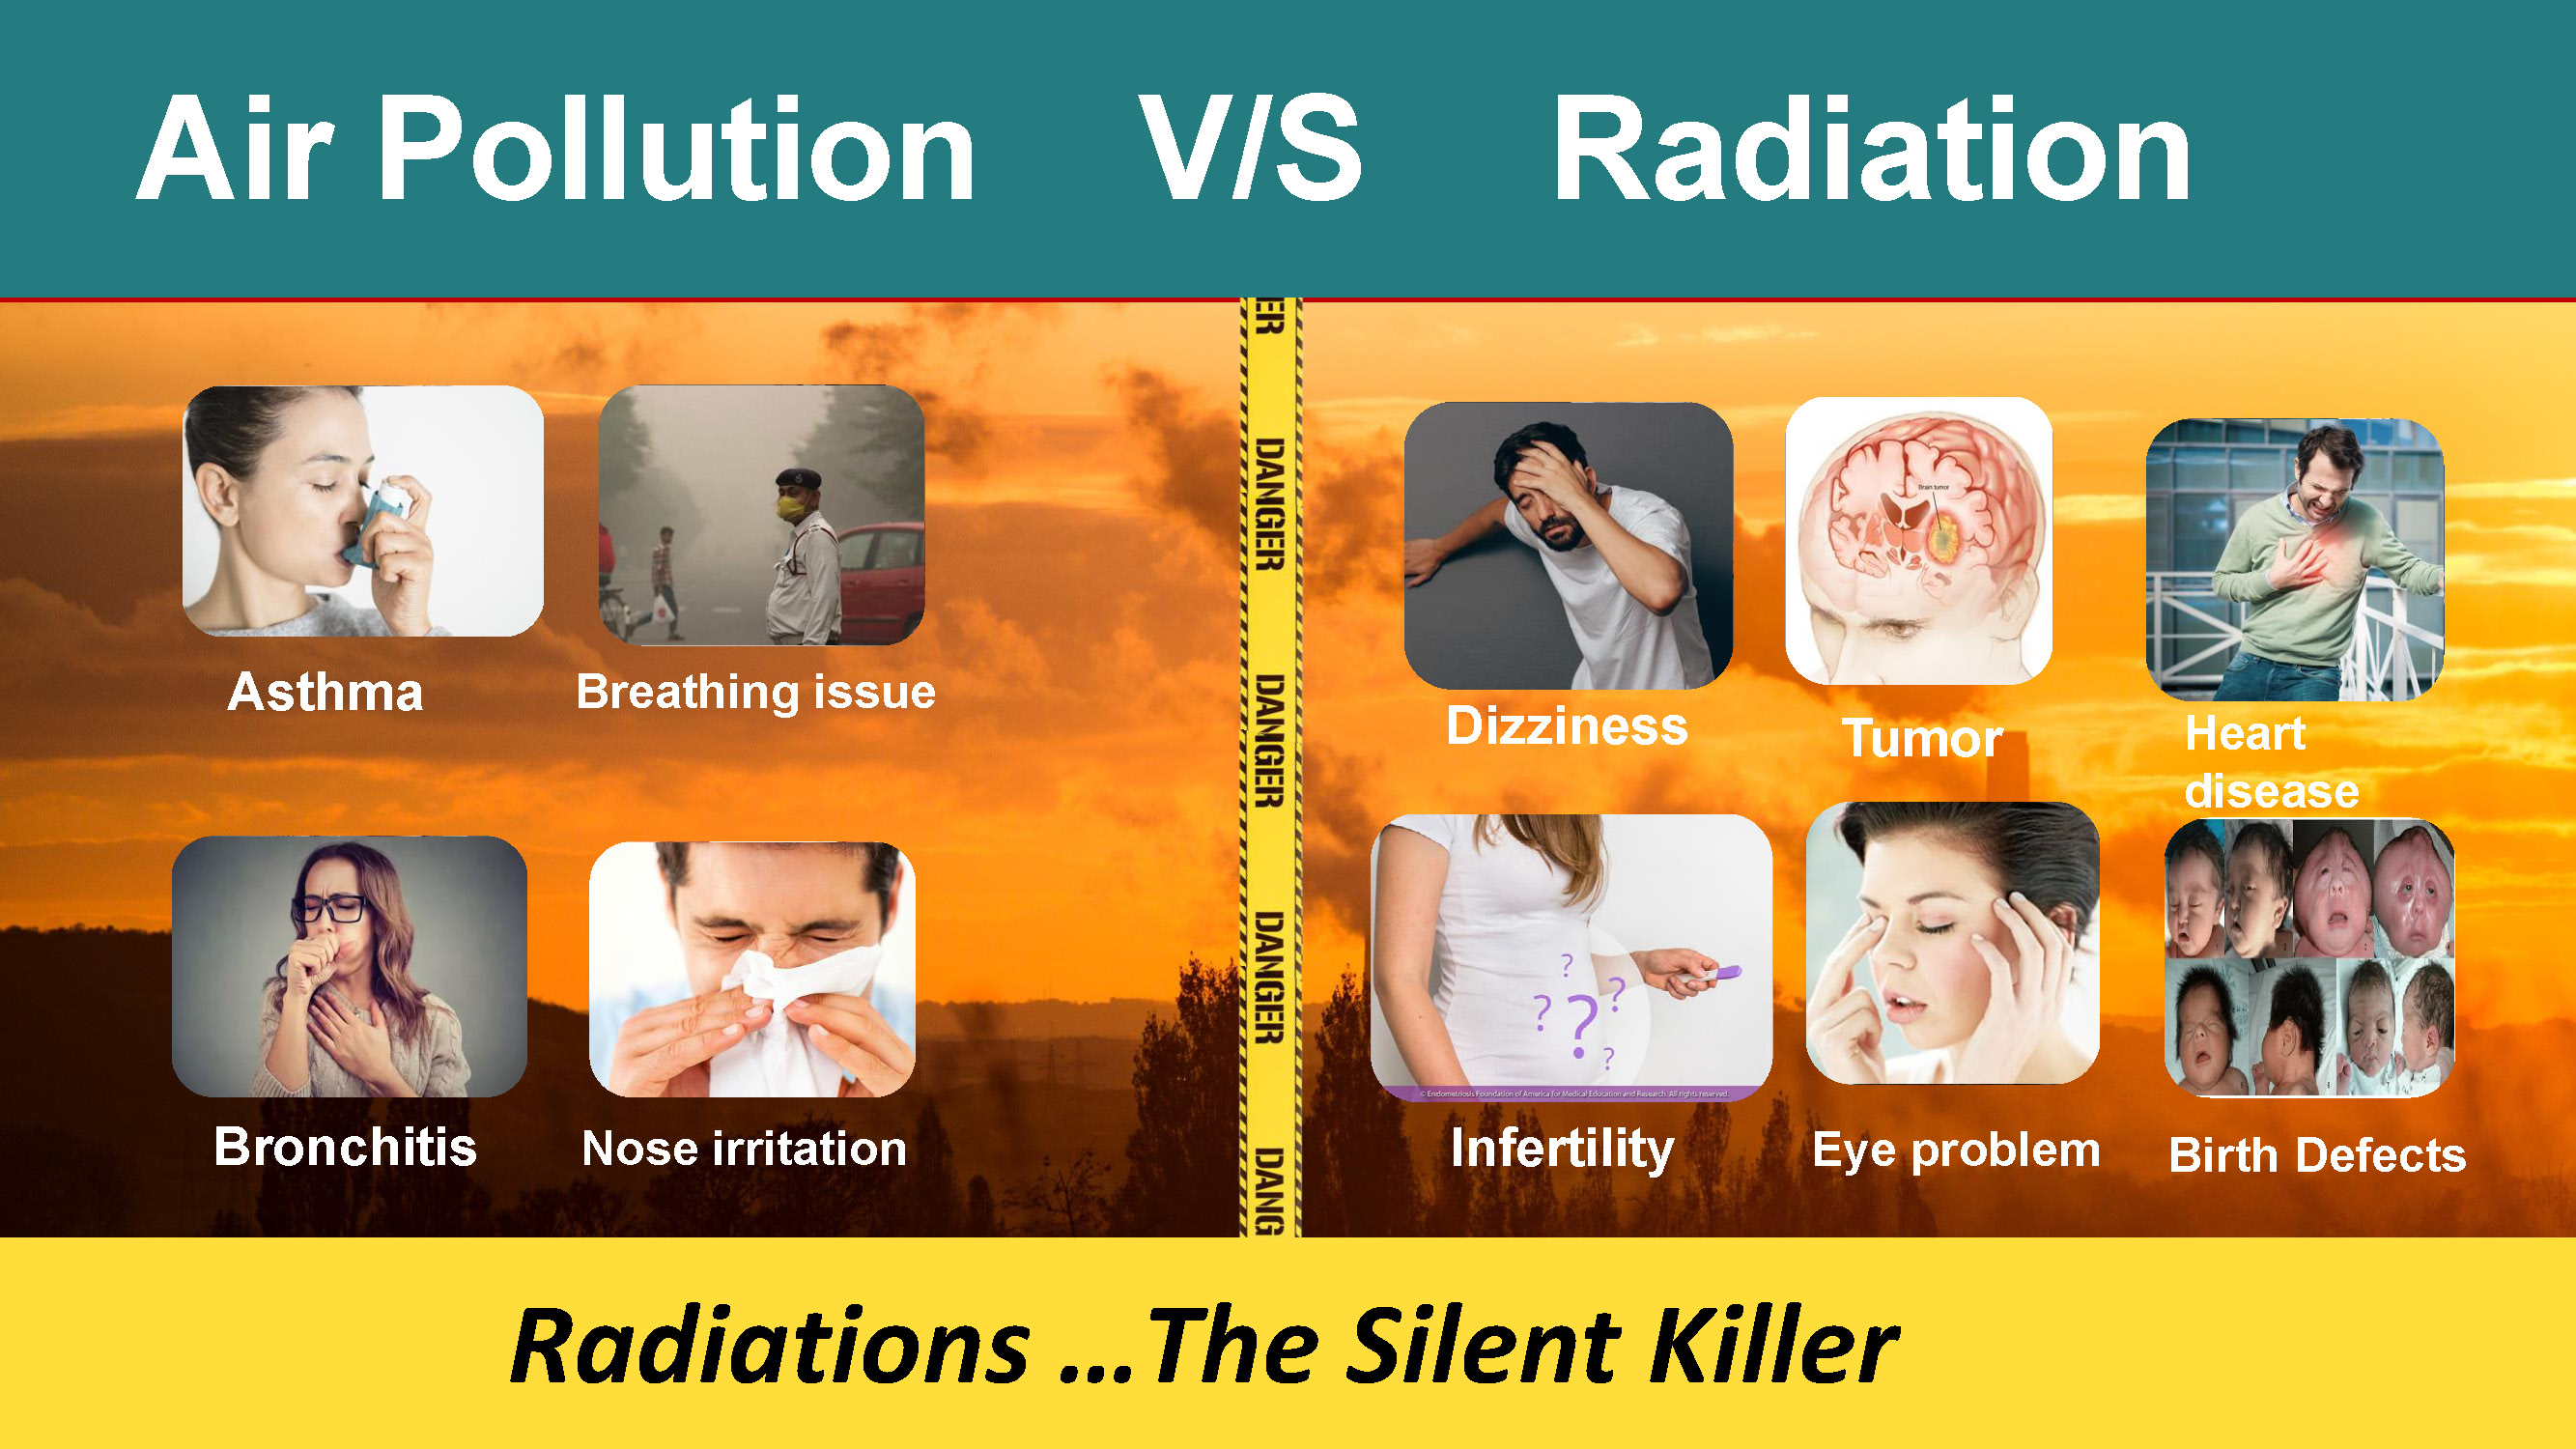 Air Pollution V/S Radiation
ER
DANGER
DANGER
DANGER
DANG
Asthma
Breathing issue
Bronchitis
Nose irritation
Brain tumor
Dizziness
Tumor
Heart
disease
? ? ? ? ?
© Endometriosis Foundation of America for Medical Education and Research. All rights reserved.
Infertility
Eye problem
Birth Defects
Radiations ...The Silent Killer